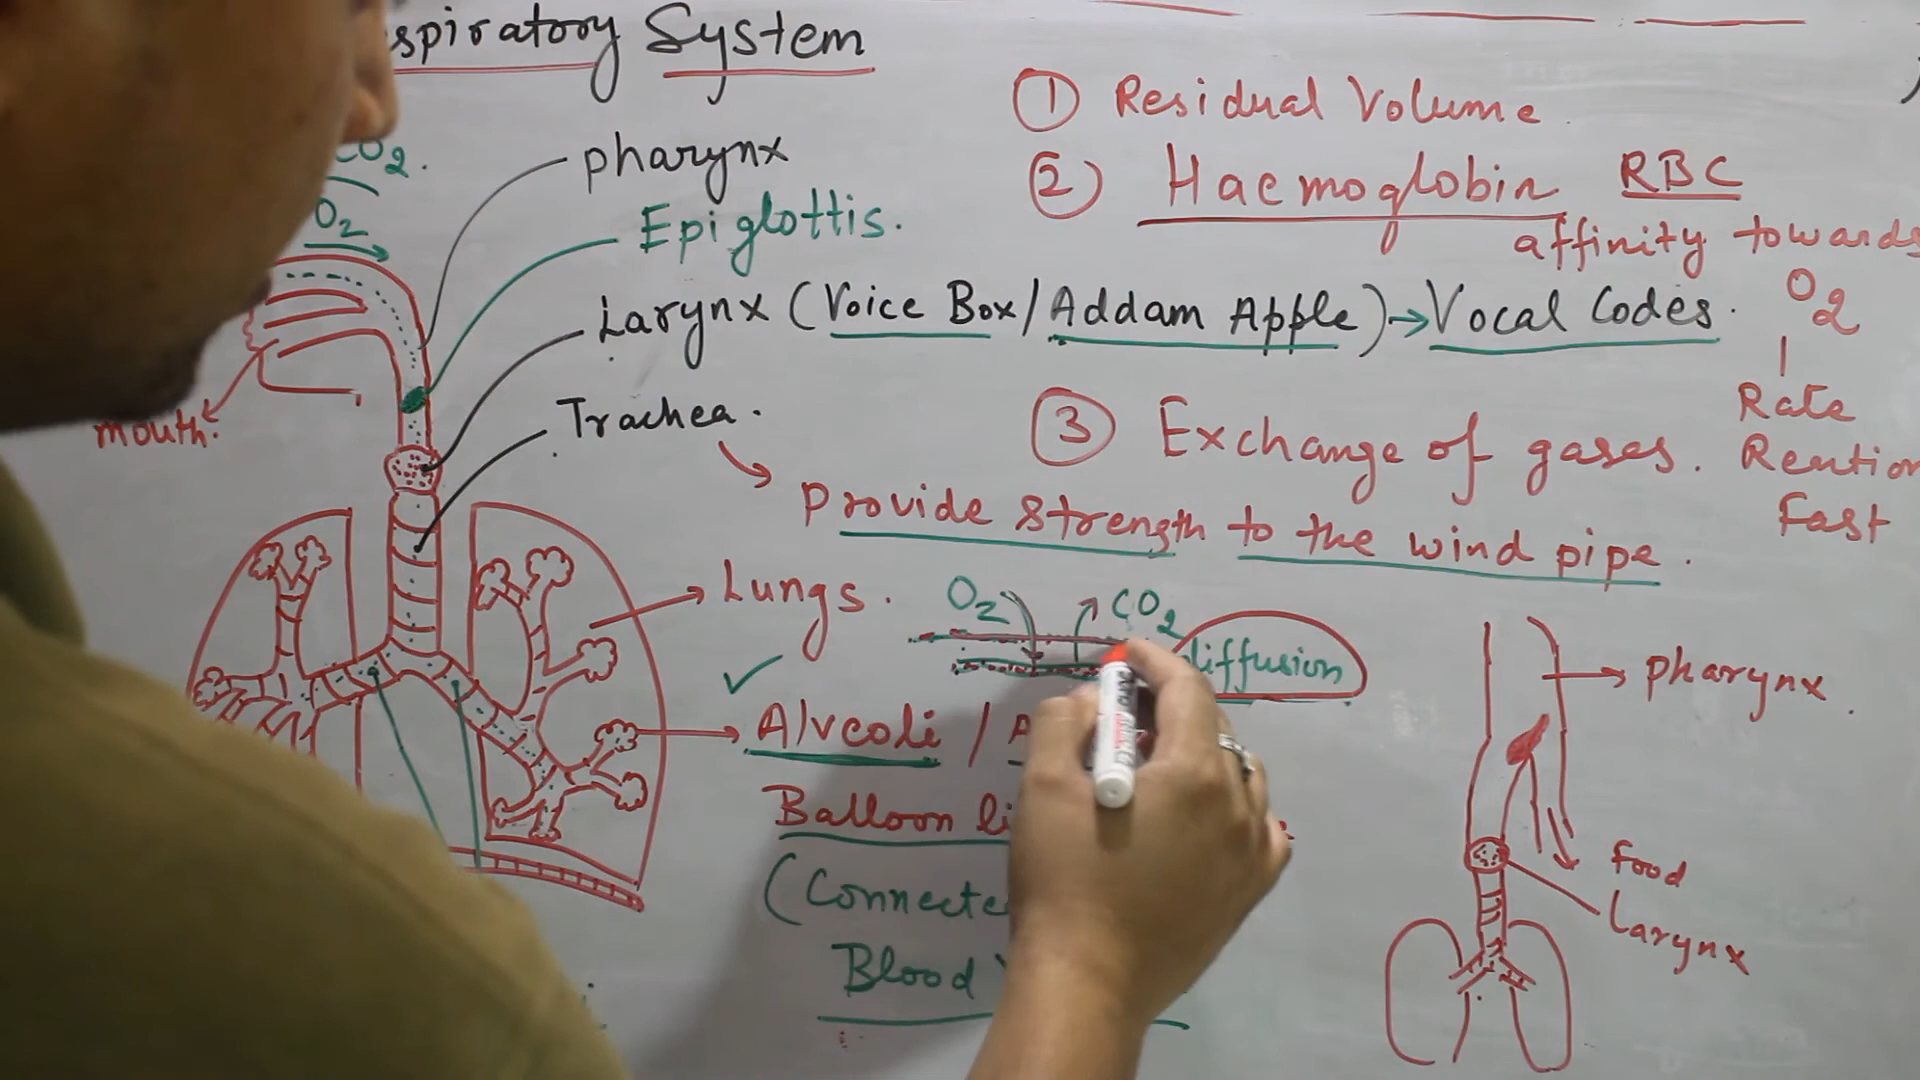 spiratory System
① Residual Volume
CO2.
pharynx
② Haemoglobin RBC
O2
Epiglottis.
affinity towards
O2
Larynx (Voice Box/Addam Apple)→Vocal Codes.
mouth.
Trachea.
③ Exchange of gases.
Rate
Reation
Fast
Provide strength to the wind pipe.
Lungs.
O2 CO2
diffusion
pharynx
Alveoli /
Balloon
(Connecte
Blood
Food
Larynx